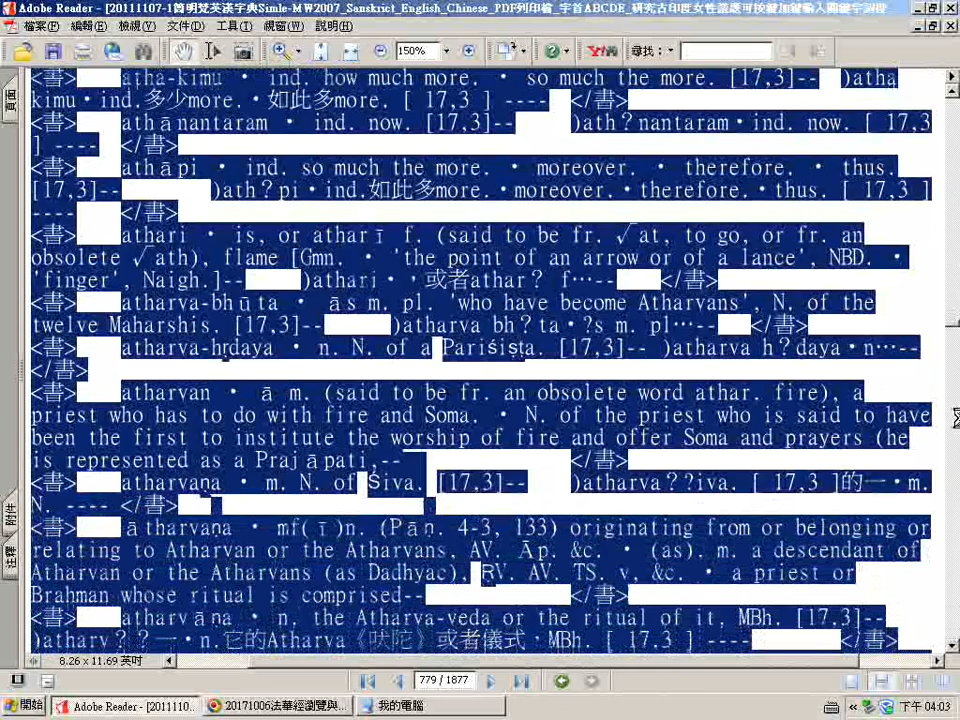 Adobe Reader - [20111107-1簡明梵英漢字典Simle-MW2007_Sanskrit_English_Chinese_PDF列印檔_字首ABCDE_研究古印度女性議題可按
檔案(F) 編輯(E) 檢視(V) 文件(D) 工具(T) 視窗(W) 說明(H)
150% 尋找：
頁面
附件
註釋
<書> atha-kimu · ind. how much more. · so much the more. [17,3]-- )atha
kimu·ind.多少more.·如此多more. [ 17,3 ] ---- </書>
<書> athānantaram · ind. now. [17,3]-- )ath？nantaram·ind. now. [ 17,3
] ---- </書>
<書> athāpi · ind. so much the more. · moreover. · therefore. · thus.
[17,3]-- )ath？pi·ind.如此多more.·moreover.·therefore.·thus. [ 17,3 ]
---- </書>
<書> athari · is, or atharī f. (said to be fr. √at, to go, or fr. an
obsolete √ath), flame [Gmn. · 'the point of an arrow or of a lance', NBD. ·
'finger', Naigh.]-- )athari·，或者athar？ f…-- </書>
<書> atharva-bhūta · ās m. pl. 'who have become Atharvans', N. of the
twelve Maharshis. [17,3]-- )atharva bh？ta·?s m. pl…-- </書>
<書> atharva-hṛdaya · n. N. of a Pariśiṣṭa. [17,3]-- )atharva h？daya·n…--
</書>
<書> atharvan · ā m. (said to be fr. an obsolete word athar. fire), a
priest who has to do with fire and Soma. · N. of the priest who is said to have
been the first to institute the worship of fire and offer Soma and prayers (he
is represented as a Prajāpati,-- </書>
<書> atharvaṇa · m. N. of Śiva. [17,3]-- )atharva？?iva. [ 17,3 ]的一·m.
N. ---- </書>
<書> ātharvaṇa · mf(ī)n. (Pāṇ. 4-3, 133) originating from or belonging or
relating to Atharvan or the Atharvans, AV. Āp. &c. · (as), m. a descendant of
Atharvan or the Atharvans (as Dadhyac), RV. AV. TS. v, &c. · a priest or
Brahman whose ritual is comprised-- </書>
<書> atharvāṇa · n. the Atharva-veda or the ritual of it, MBh. [17,3]--
)atharv？？一·n.它的Atharva《吠陀》或者儀式·MBh. [ 17,3 ] ---- </書>
8.26 x 11.69 英吋
779 / 1877
開始 Adobe Reader - [2011110... 20171006法華經瀏覽與... 我的電腦 下午 04:03